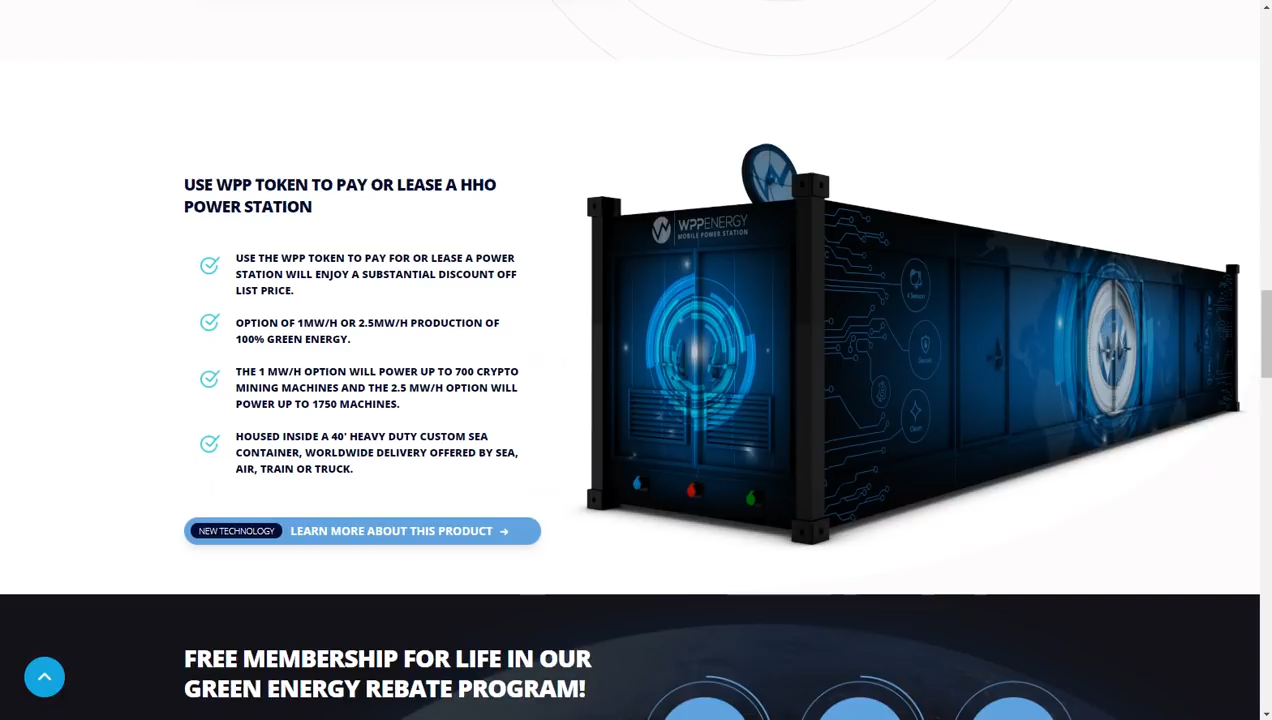 USE WPP TOKEN TO PAY OR LEASE A HHO
POWER STATION
USE THE WPP TOKEN TO PAY FOR OR LEASE A POWER
STATION WILL ENJOY A SUBSTANTIAL DISCOUNT OFF
LIST PRICE.
OPTION OF 1MW/H OR 2.5MW/H PRODUCTION OF
100% GREEN ENERGY.
THE 1 MW/H OPTION WILL POWER UP TO 700 CRYPTO
MINING MACHINES AND THE 2.5 MW/H OPTION WILL
POWER UP TO 1750 MACHINES.
HOUSED INSIDE A 40' HEAVY DUTY CUSTOM SEA
CONTAINER, WORLDWIDE DELIVERY OFFERED BY SEA,
AIR, TRAIN OR TRUCK.
NEW TECHNOLOGY LEARN MORE ABOUT THIS PRODUCT →
WPPENERGY
MOBILE POWER STATION
Clean
FREE MEMBERSHIP FOR LIFE IN OUR
GREEN ENERGY REBATE PROGRAM!